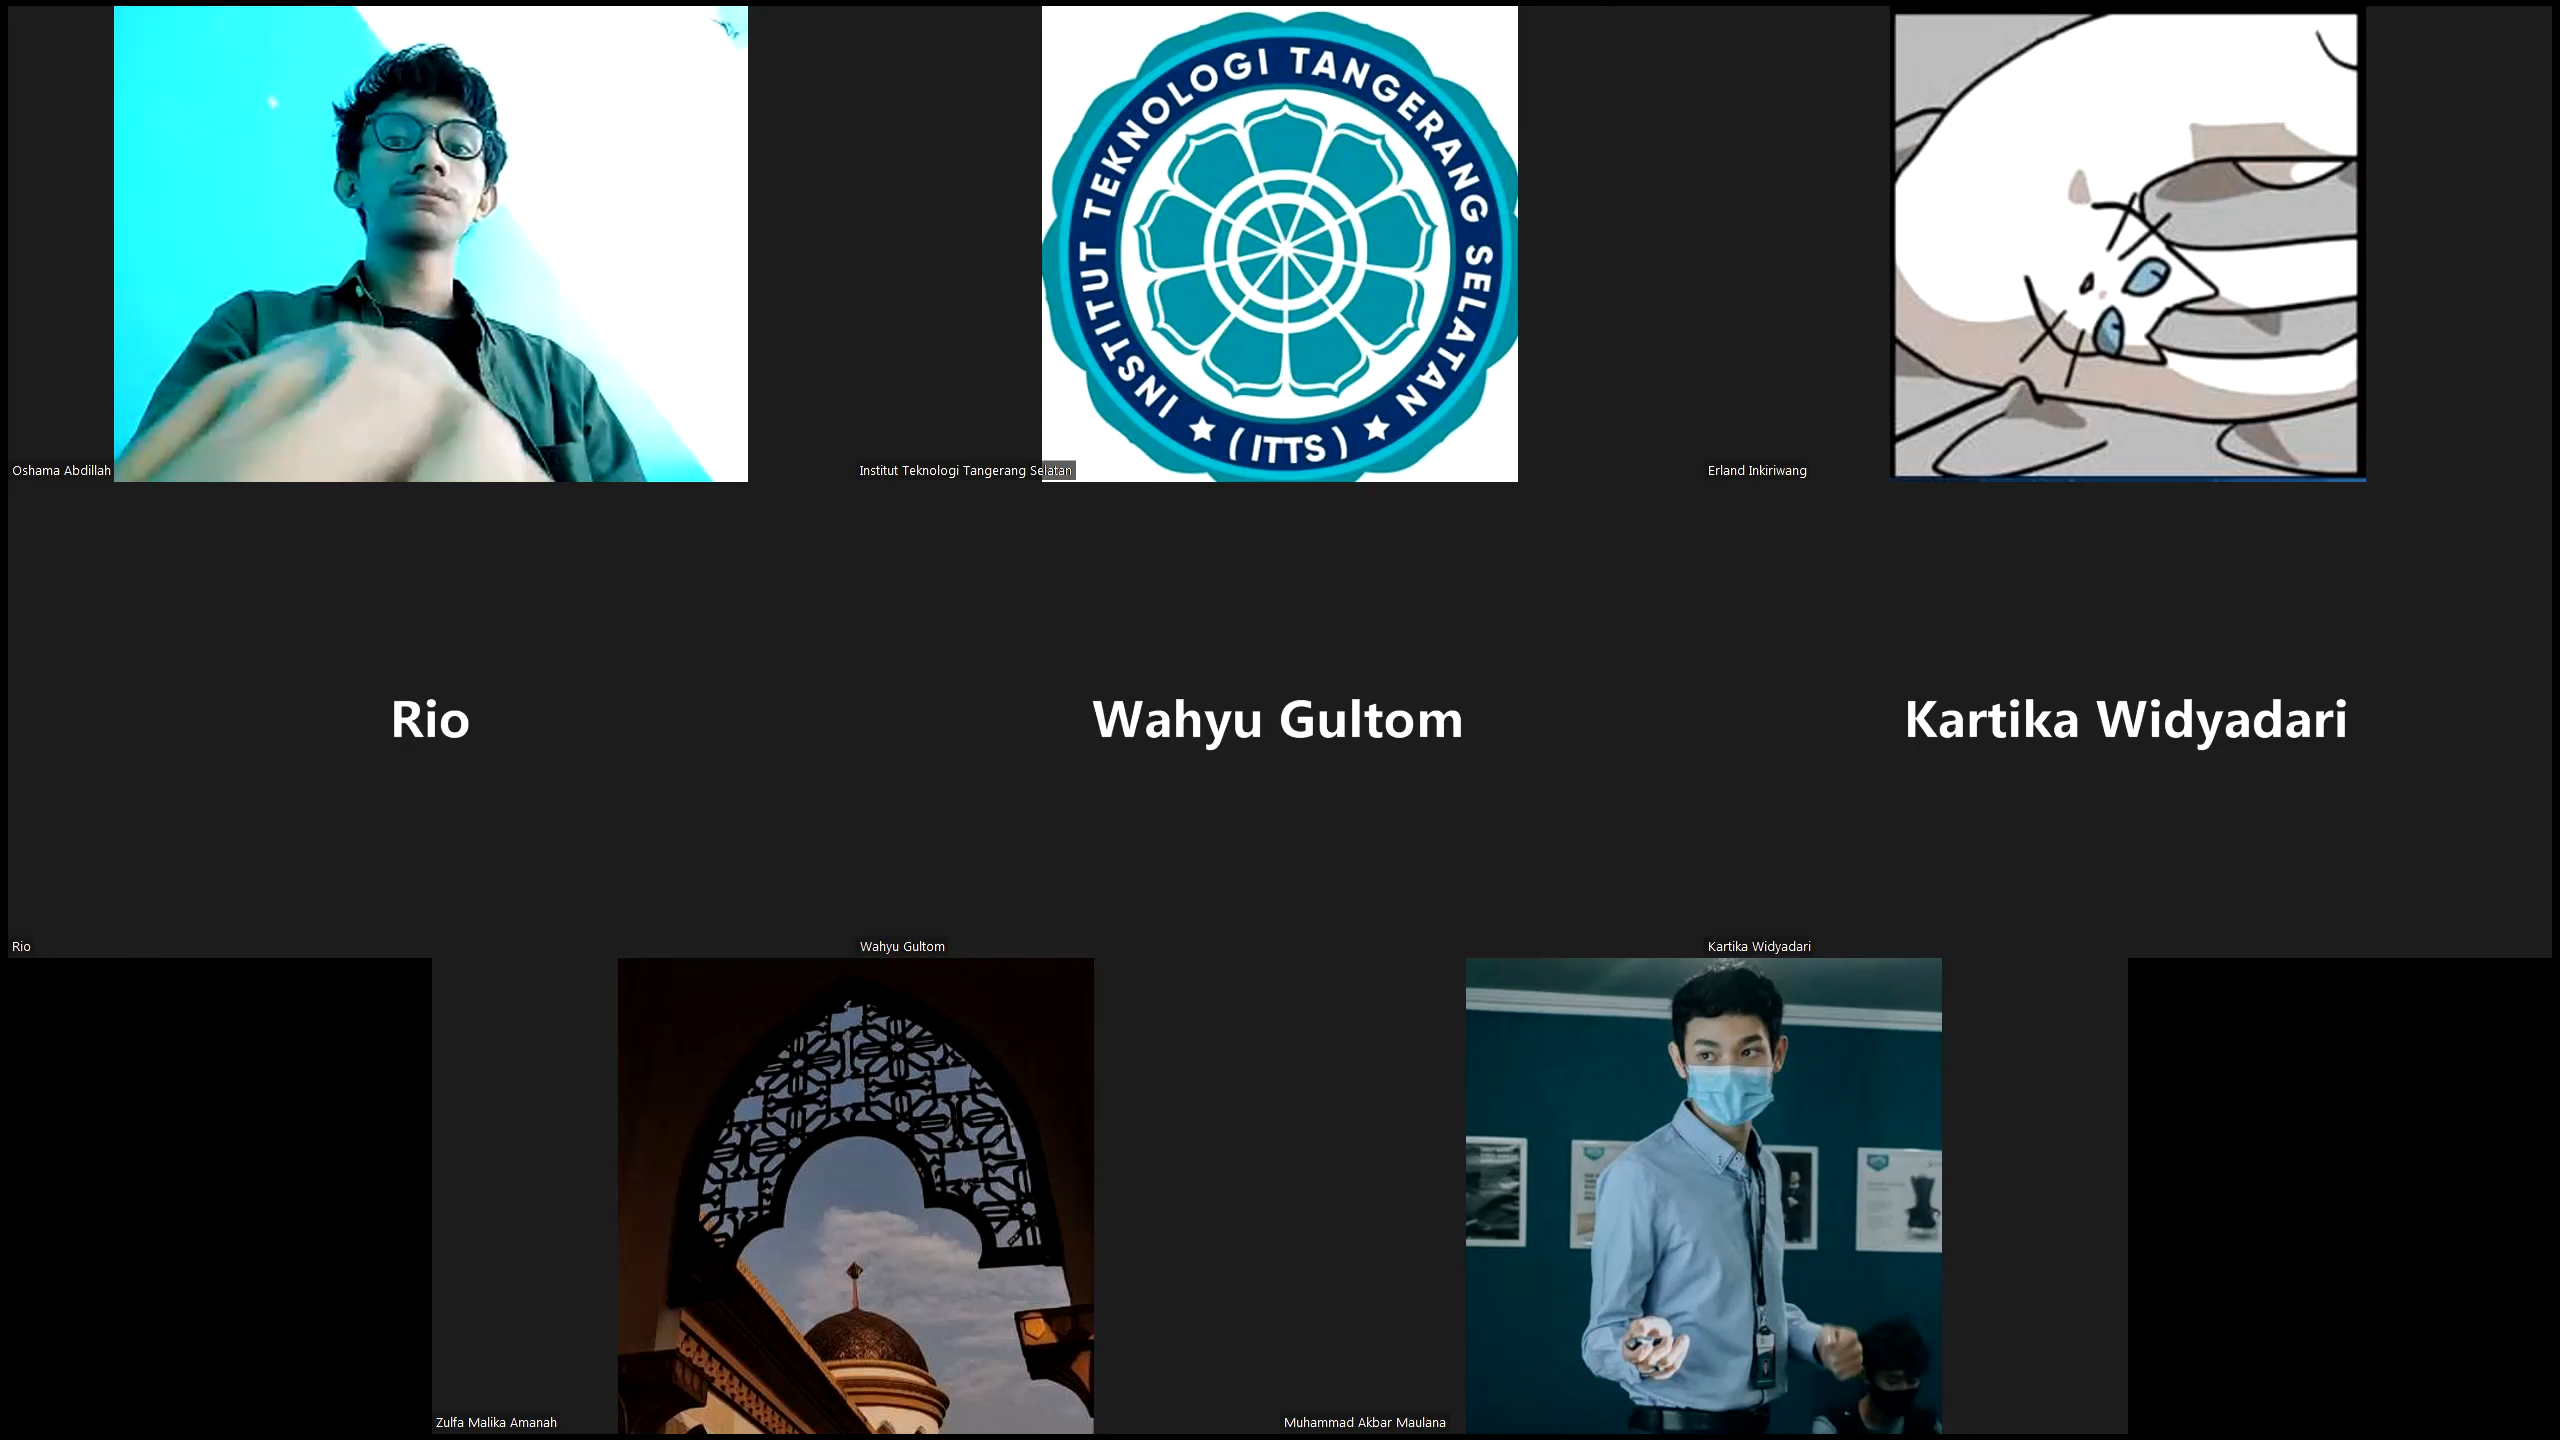 INSTITUT TEKNOLOGI TANGERANG SELATAN
(ITTS)
Oshama Abdillah
Institut Teknologi Tangerang Selatan
Erland Inkiriwang
Rio
Wahyu Gultom
Kartika Widyadari
Rio
Wahyu Gultom
Kartika Widyadari
Zulfa Malika Amanah
Muhammad Akbar Maulana